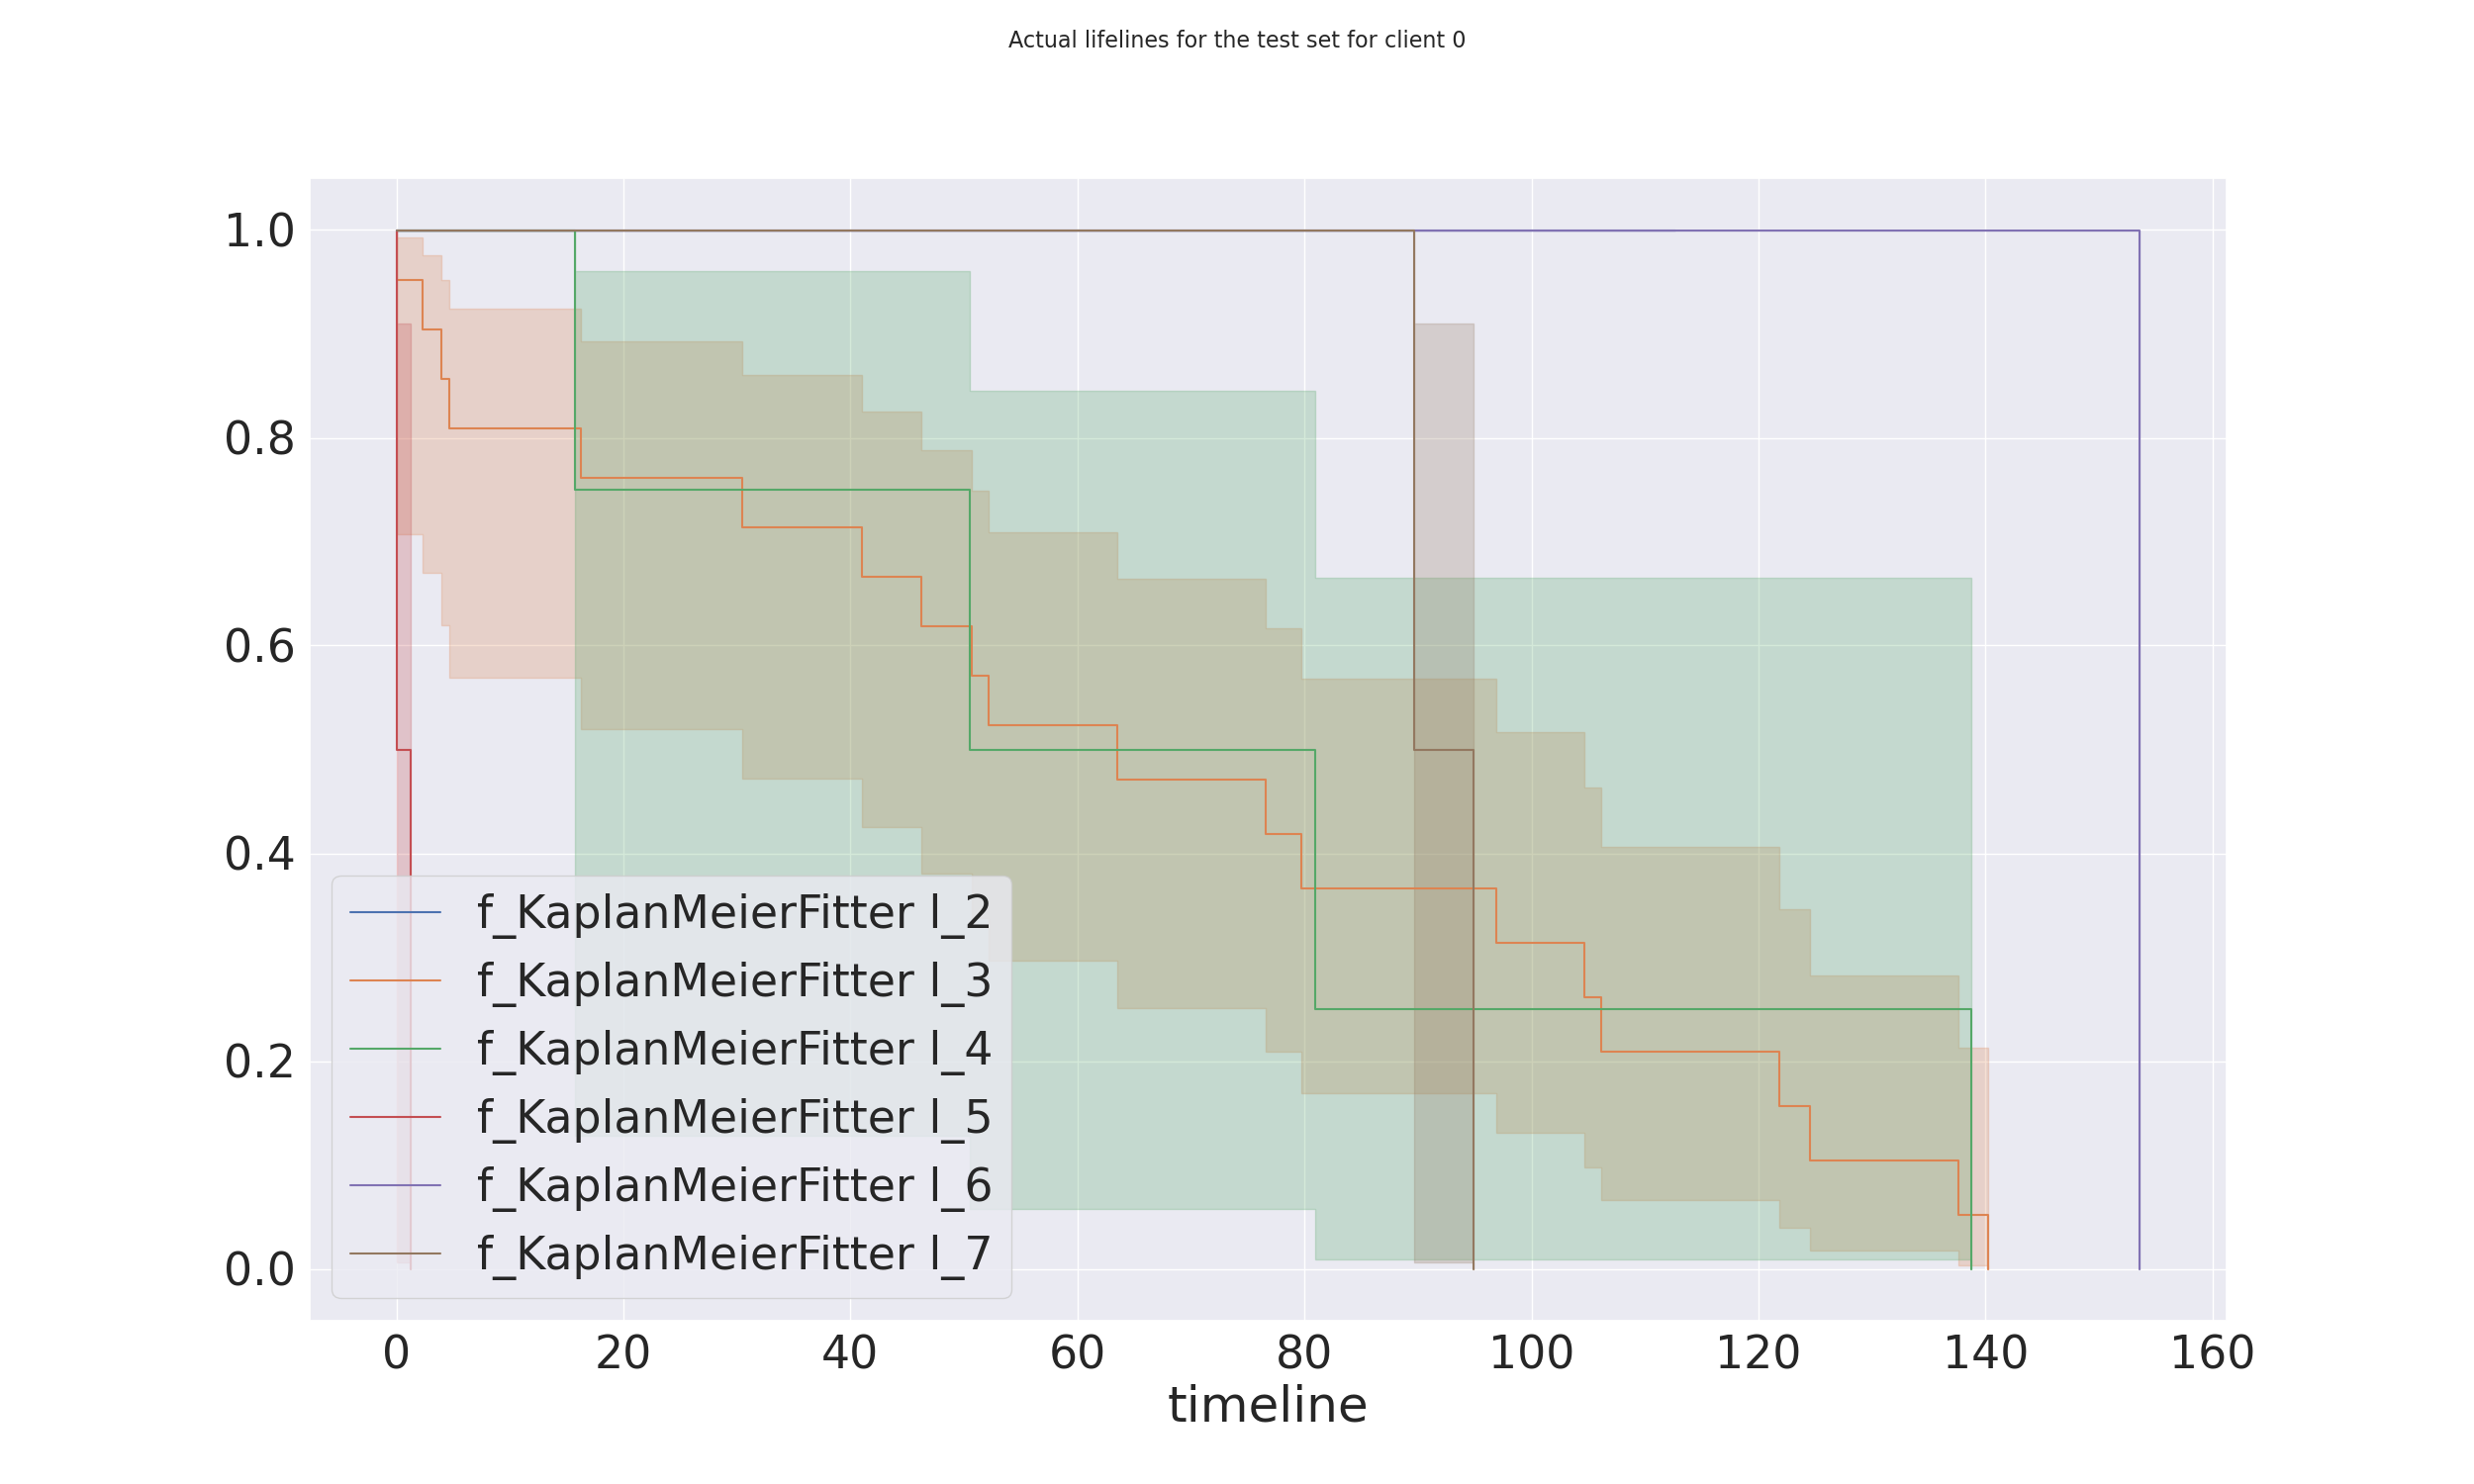 Actual lifelines for the test set for client 0
1.0
0.8
0.6
0.4
0.2
0.0
f_KaplanMeierFitter l_2
f_KaplanMeierFitter l_3
f_KaplanMeierFitter l_4
f_KaplanMeierFitter l_5
f_KaplanMeierFitter l_6
f_KaplanMeierFitter l_7
0 20 40 60 80 100 120 140 160
timeline